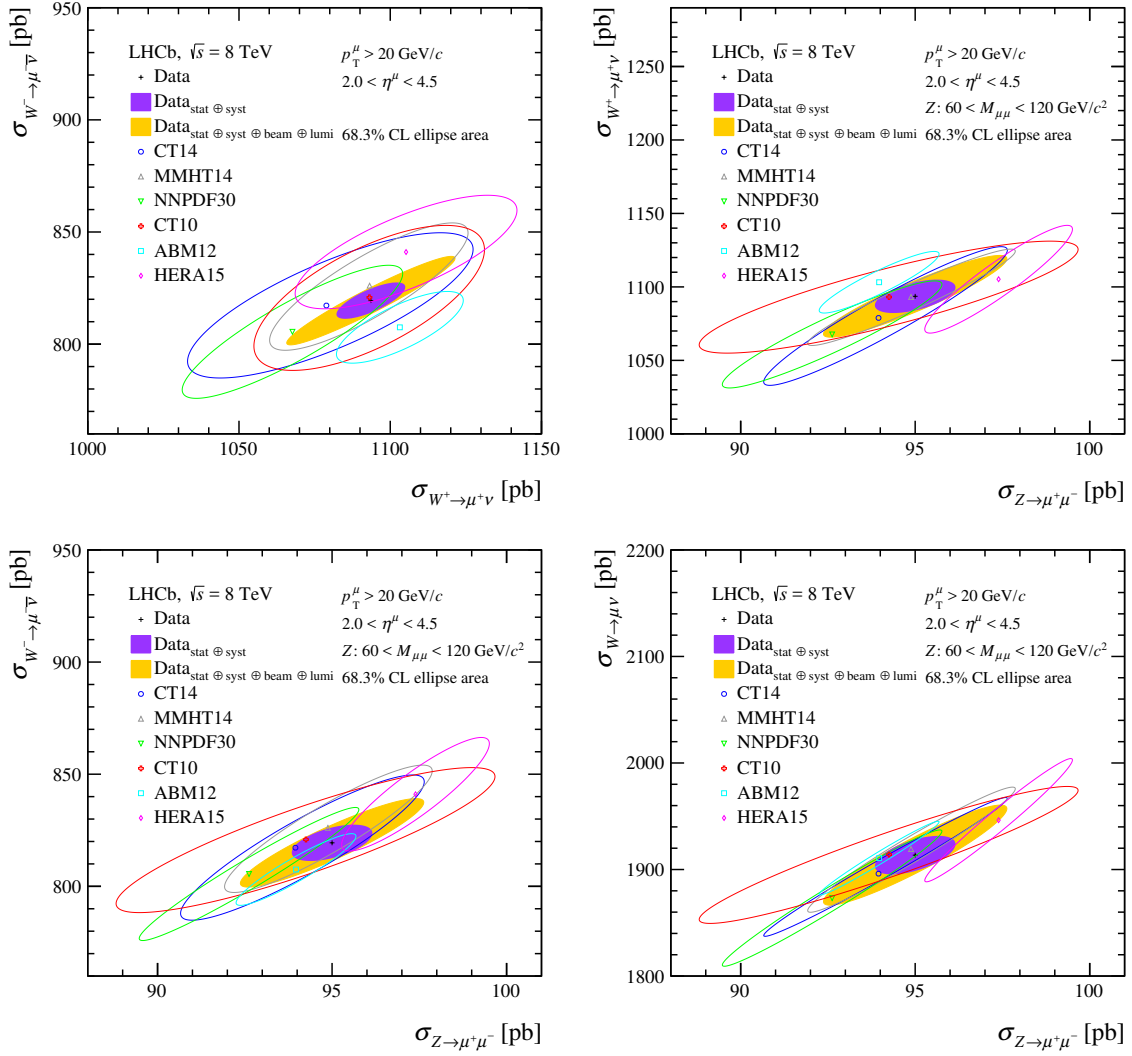 LHCb, √s = 8 TeV
Data
Data stat ⊕ syst
Data stat ⊕ syst ⊕ beam ⊕ lumi
CT14
MMHT14
NNPDF30
CT10
ABM12
HERA15
p_T^μ > 20 GeV/c
2.0 < η^μ < 4.5
68.3% CL ellipse area
σ_{W⁻→μ⁻ν̄} [pb]
950
900
850
800
1000
1050
1100
1150
σ_{W⁺→μ⁺ν} [pb]
LHCb, √s = 8 TeV
Data
Data stat ⊕ syst
Data stat ⊕ syst ⊕ beam ⊕ lumi
CT14
MMHT14
NNPDF30
CT10
ABM12
HERA15
p_T^μ > 20 GeV/c
2.0 < η^μ < 4.5
Z: 60 < M_{μμ} < 120 GeV/c²
68.3% CL ellipse area
σ_{W⁺→μ⁺ν} [pb]
1250
1200
1150
1100
1050
1000
90
95
100
σ_{Z→μ⁺μ⁻} [pb]
LHCb, √s = 8 TeV
Data
Data stat ⊕ syst
Data stat ⊕ syst ⊕ beam ⊕ lumi
CT14
MMHT14
NNPDF30
CT10
ABM12
HERA15
p_T^μ > 20 GeV/c
2.0 < η^μ < 4.5
Z: 60 < M_{μμ} < 120 GeV/c²
68.3% CL ellipse area
σ_{W⁻→μ⁻ν̄} [pb]
950
900
850
800
90
95
100
σ_{Z→μ⁺μ⁻} [pb]
LHCb, √s = 8 TeV
Data
Data stat ⊕ syst
Data stat ⊕ syst ⊕ beam ⊕ lumi
CT14
MMHT14
NNPDF30
CT10
ABM12
HERA15
p_T^μ > 20 GeV/c
2.0 < η^μ < 4.5
Z: 60 < M_{μμ} < 120 GeV/c²
68.3% CL ellipse area
σ_{W→μν} [pb]
2200
2100
2000
1900
1800
90
95
100
σ_{Z→μ⁺μ⁻} [pb]